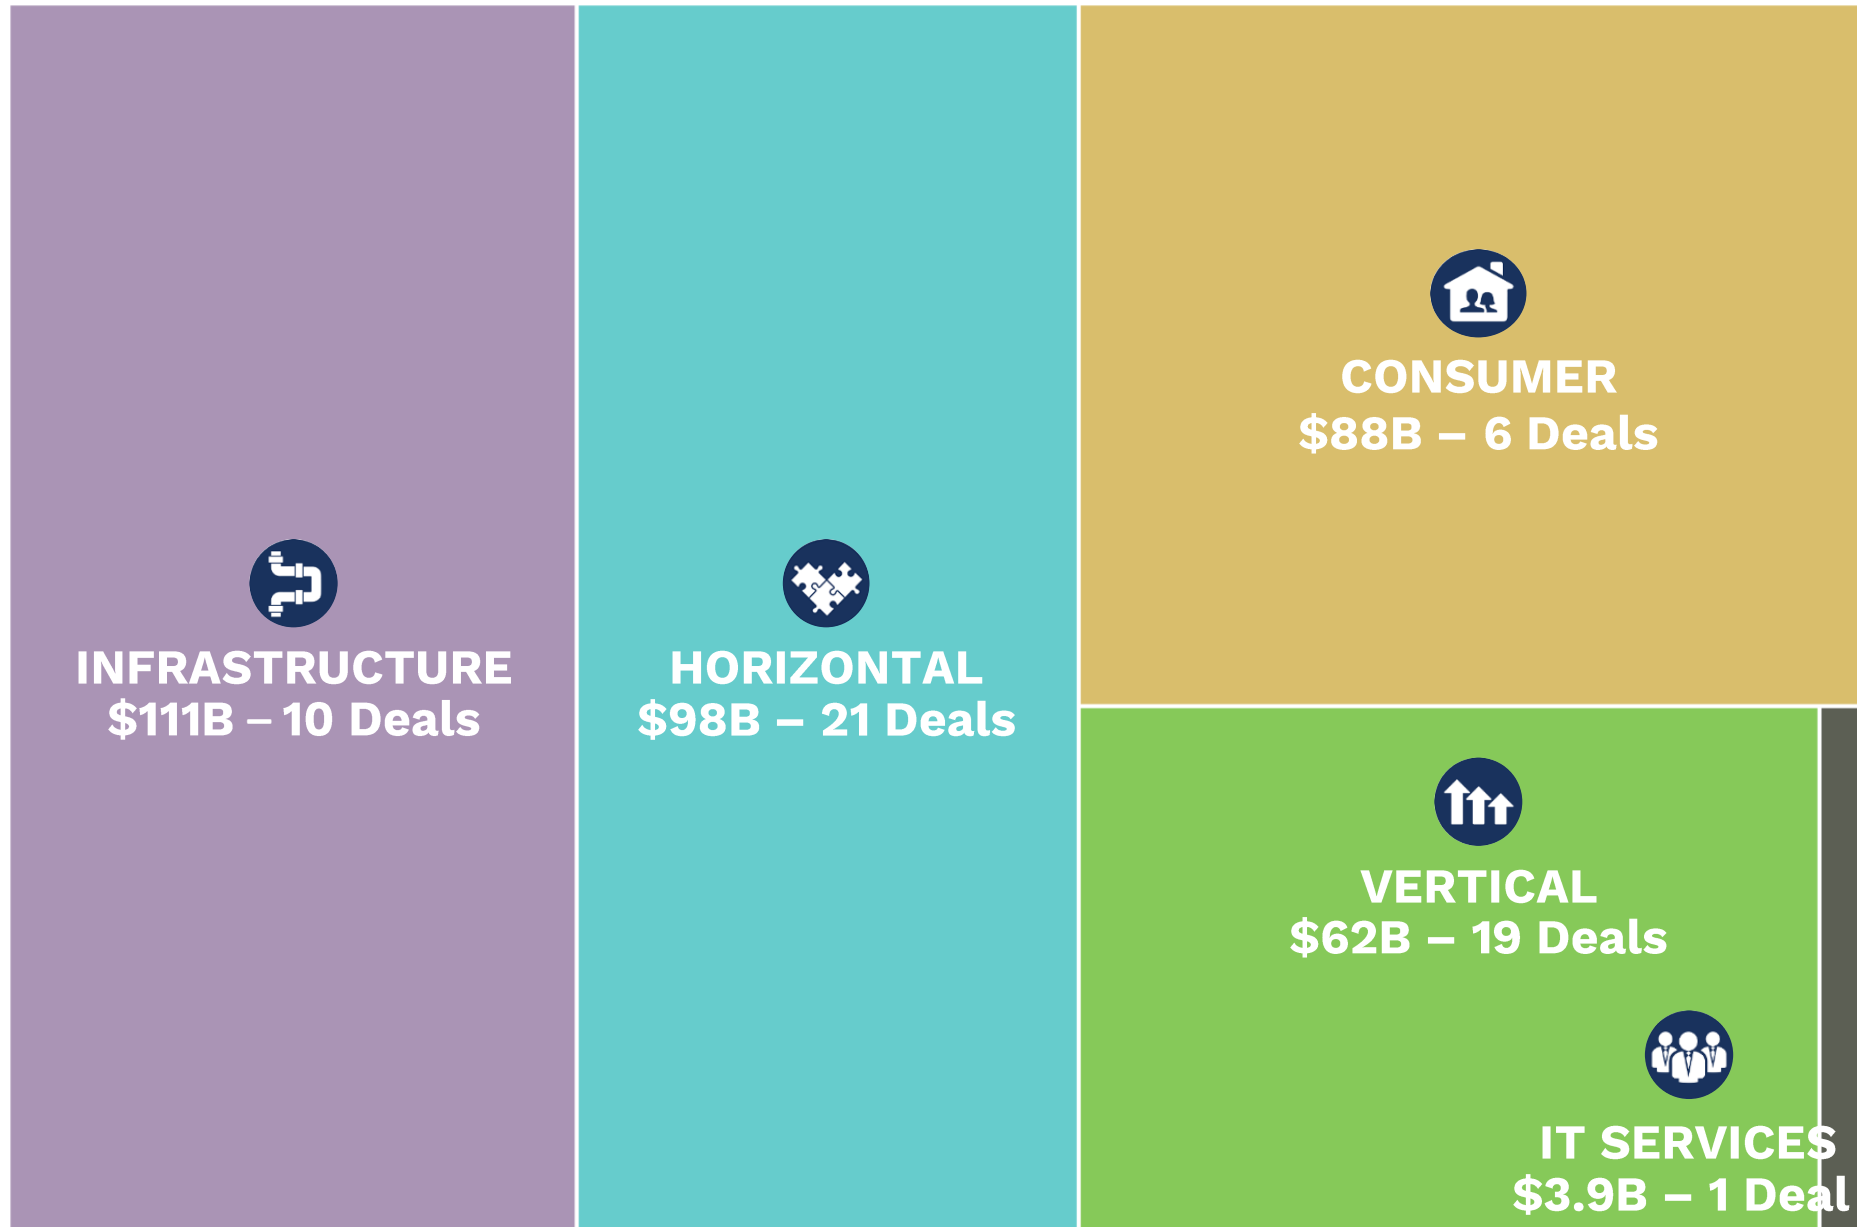 INFRASTRUCTURE
$111B – 10 Deals
HORIZONTAL
$98B – 21 Deals
CONSUMER
$88B – 6 Deals
VERTICAL
$62B – 19 Deals
IT SERVICES
$3.9B – 1 Deal